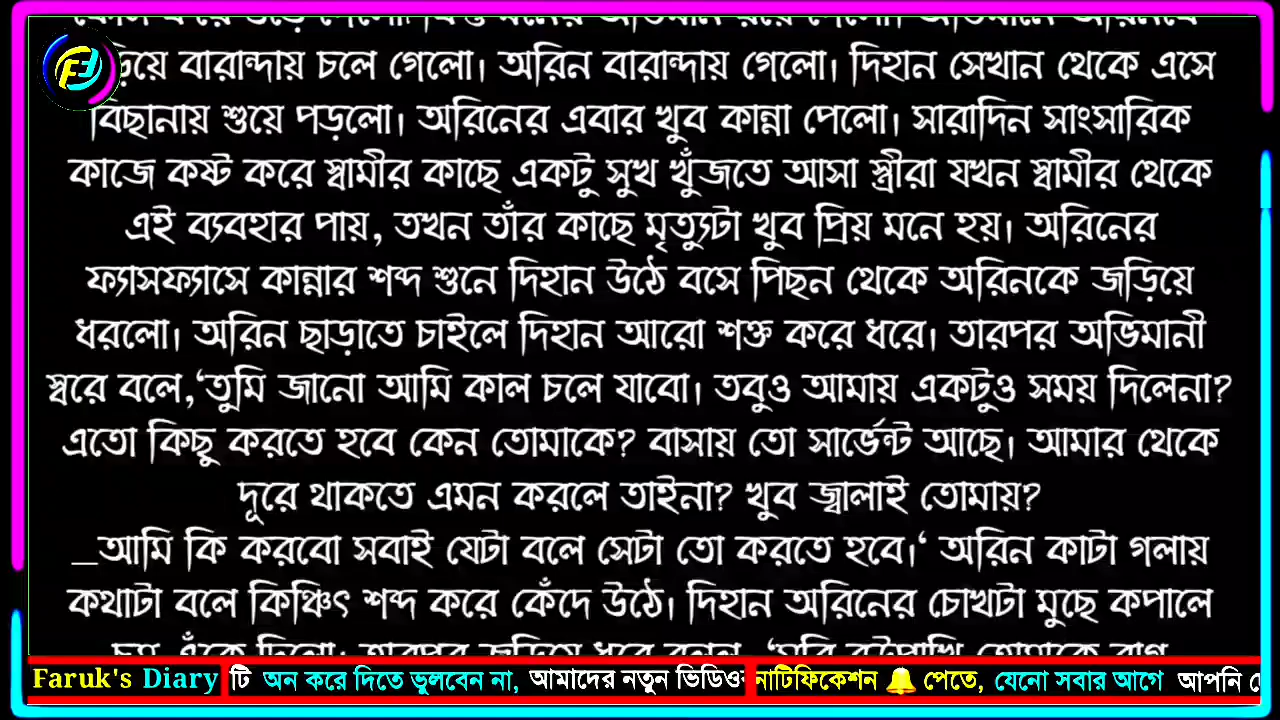 বারান্দায় চলে গেলো। অরিন বারান্দায় গেলো। দিহান সেখান থেকে এসে
বিছানায় শুয়ে পড়লো। অরিনের এবার খুব কান্না পেলো। সারাদিন সাংসারিক
কাজে কষ্ট করে স্বামীর কাছে একটু সুখ খুঁজতে আসা স্ত্রীরা যখন স্বামীর থেকে
এই ব্যবহার পায়, তখন তাঁর কাছে মৃত্যুটা খুব প্রিয় মনে হয়। অরিনের
ফ্যাসফ্যাসে কান্নার শব্দ শুনে দিহান উঠে বসে পিছন থেকে অরিনকে জড়িয়ে
ধরলো। অরিন ছাড়াতে চাইলে দিহান আরো শক্ত করে ধরে। তারপর অভিমানী
স্বরে বলে,‘তুমি জানো আমি কাল চলে যাবো। তবুও আমায় একটুও সময় দিলেনা?
এতো কিছু করতে হবে কেন তোমাকে? বাসায় তো সার্ভেন্ট আছে। আমার থেকে
দূরে থাকতে এমন করলে তাইনা? খুব জ্বালাই তোমায়?
_আমি কি করবো সবাই যেটা বলে সেটা তো করতে হবে।‘ অরিন কাটা গলায়
কথাটা বলে কিঞ্চিৎ শব্দ করে কেঁদে উঠে। দিহান অরিনের চোখটা মুছে কপালে
Faruk's Diary টি অন করে দিতে ভুলবেন না, আমাদের নতুন ভিডিওর নোটিফিকেশন 🔔 পেতে, যেনো সবার আগে আপনি